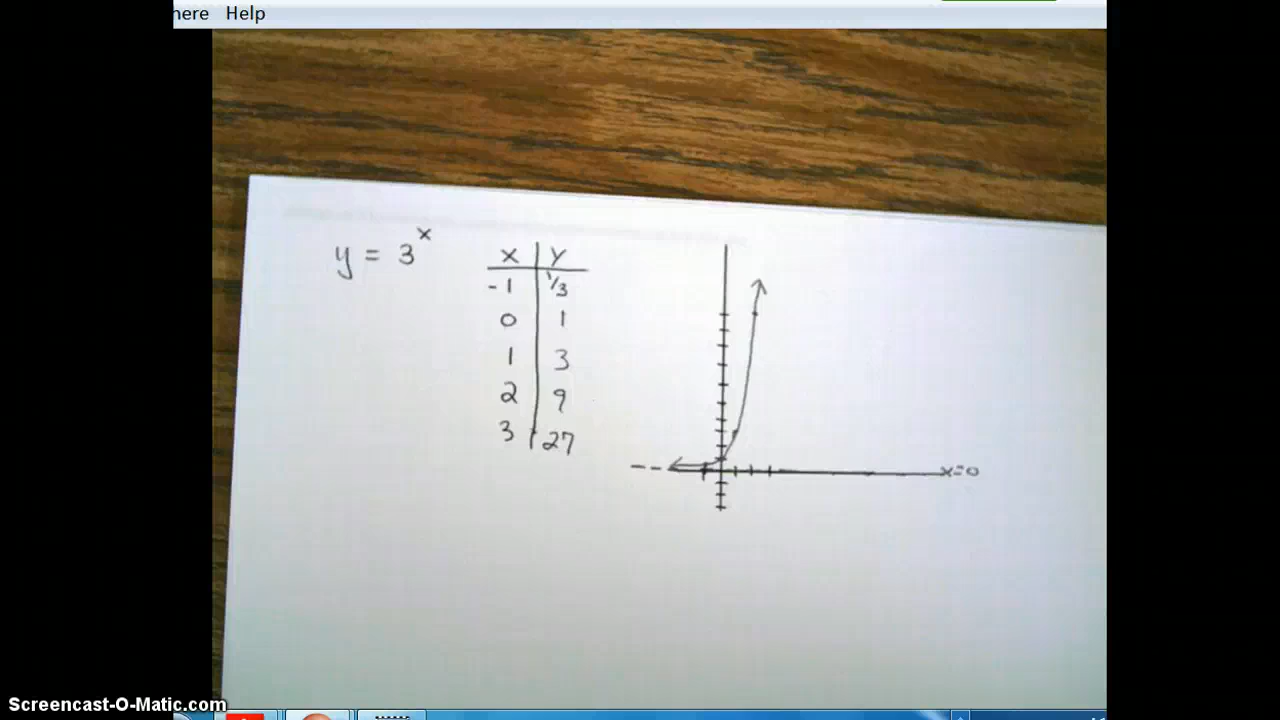 here Help
y = 3^x
X Y
-1 1/3
0 1
1 3
2 9
3 27
x=0
Screencast-O-Matic.com